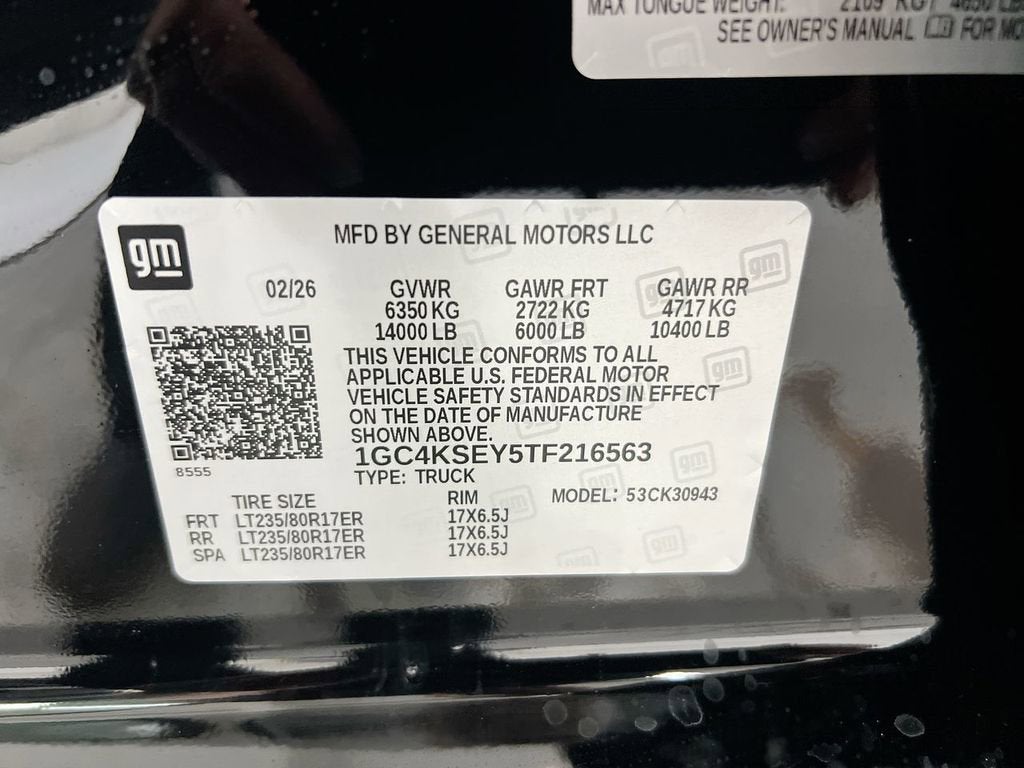 MAX TONGUE WEIGHT: 2109 KG / 4650 LB
SEE OWNER'S MANUAL FOR MO
gm
MFD BY GENERAL MOTORS LLC
02/26 GVWR GAWR FRT GAWR RR
6350 KG 2722 KG 4717 KG
14000 LB 6000 LB 10400 LB
THIS VEHICLE CONFORMS TO ALL
APPLICABLE U.S. FEDERAL MOTOR
VEHICLE SAFETY STANDARDS IN EFFECT
ON THE DATE OF MANUFACTURE
SHOWN ABOVE.
8555
1GC4KSEY5TF216563
TYPE: TRUCK
TIRE SIZE RIM MODEL: 53CK30943
FRT LT235/80R17ER 17X6.5J
RR LT235/80R17ER 17X6.5J
SPA LT235/80R17ER 17X6.5J